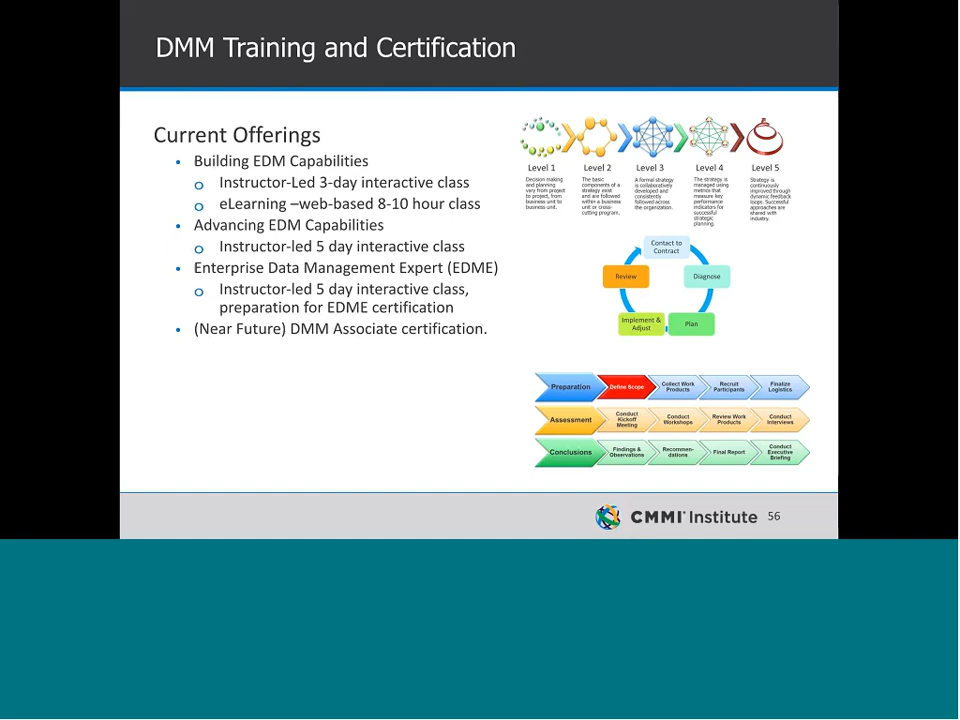 DMM Training and Certification
Current Offerings
• Building EDM Capabilities
o Instructor-Led 3-day interactive class
o eLearning –web-based 8-10 hour class
• Advancing EDM Capabilities
o Instructor-led 5 day interactive class
• Enterprise Data Management Expert (EDME)
o Instructor-led 5 day interactive class,
preparation for EDME certification
• (Near Future) DMM Associate certification.
Level 1
Decision making
and planning
vary from project
to project, from
business unit to
business unit.
Level 2
The basic
components of a
strategy exist
and are followed
within a business
unit or cross-
cutting program.
Level 3
A formal strategy
is collaboratively
developed and
consistently
followed across
the organization.
Level 4
The strategy is
managed using
metrics that
measure key
performance
indicators for
successful
strategic
planning.
Level 5
Strategy is
continuously
improved through
dynamic feedback
loops. Successful
approaches are
shared with
industry.
Contact to
Contract
Diagnose
Plan
Implement &
Adjust
Review
Preparation
Define Scope
Collect Work
Products
Recruit
Participants
Finalize
Logistics
Assessment
Conduct
Kickoff
Meeting
Conduct
Workshops
Review Work
Products
Conduct
Interviews
Conclusions
Findings &
Observations
Recommen-
dations
Final Report
Conduct
Executive
Briefing
CMMI® Institute
56